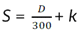 S = D/300 + k